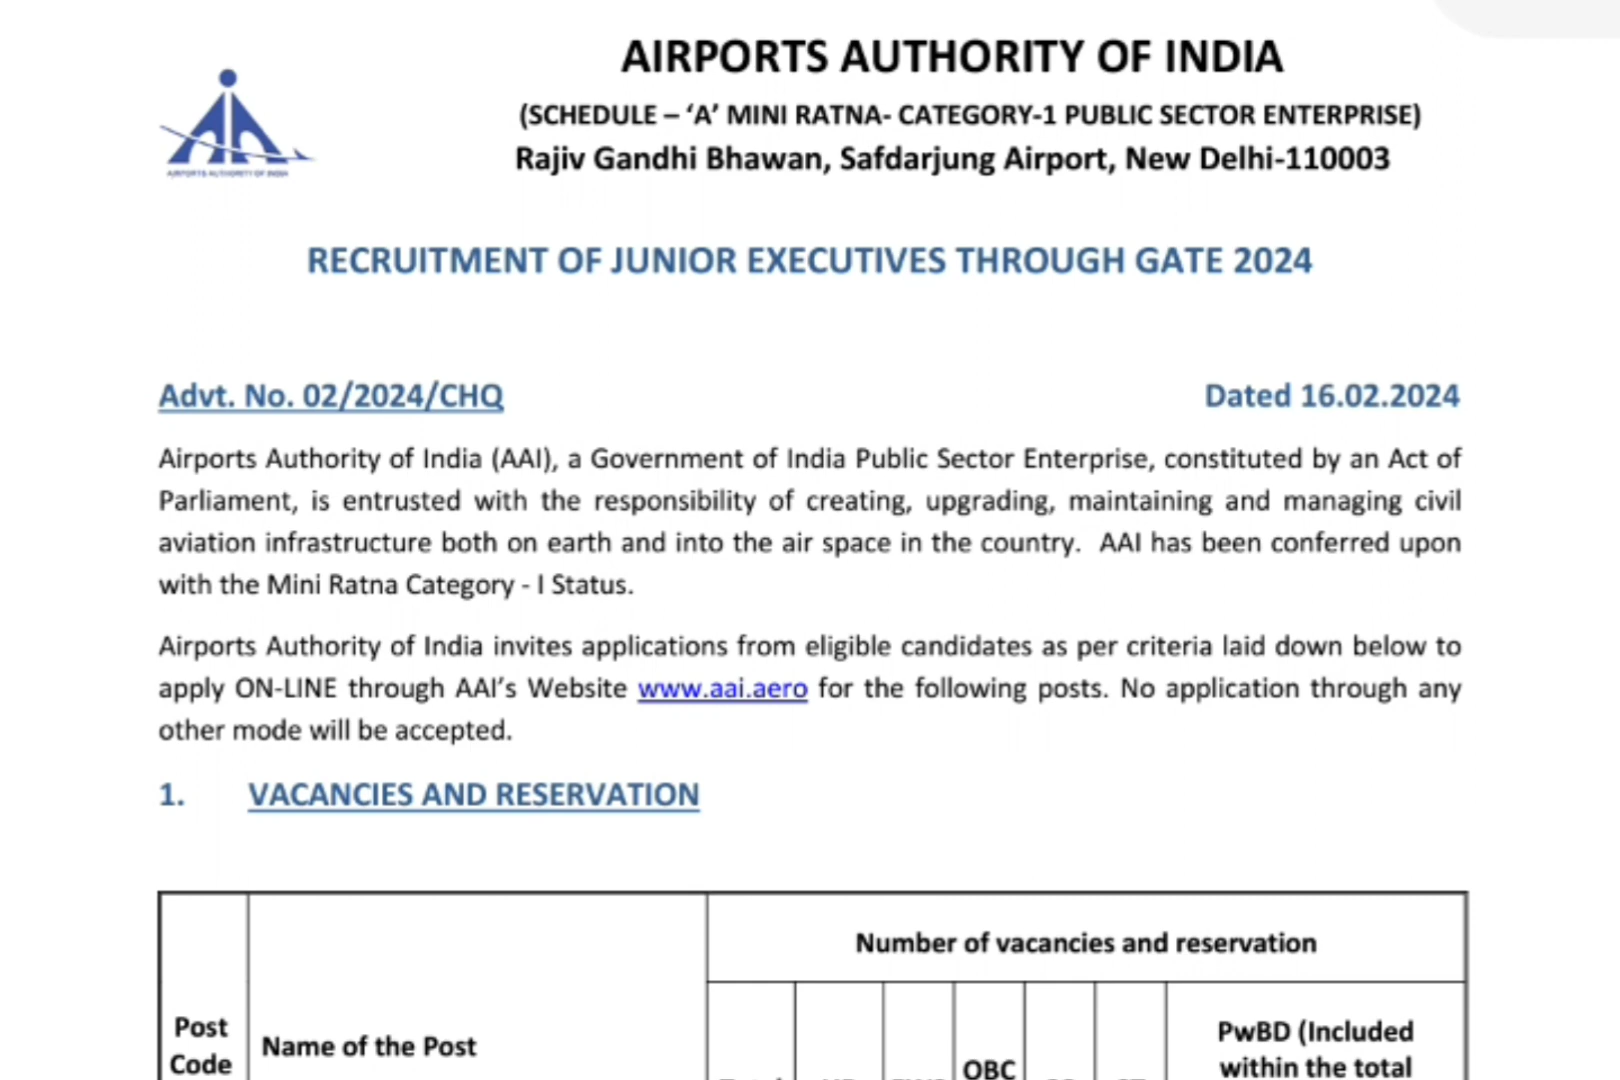 AIRPORTS AUTHORITY OF INDIA
(SCHEDULE – ‘A’ MINI RATNA- CATEGORY-1 PUBLIC SECTOR ENTERPRISE)
Rajiv Gandhi Bhawan, Safdarjung Airport, New Delhi-110003
AIRPORTS AUTHORITY OF INDIA
RECRUITMENT OF JUNIOR EXECUTIVES THROUGH GATE 2024
Advt. No. 02/2024/CHQ Dated 16.02.2024
Airports Authority of India (AAI), a Government of India Public Sector Enterprise, constituted by an Act of
Parliament, is entrusted with the responsibility of creating, upgrading, maintaining and managing civil
aviation infrastructure both on earth and into the air space in the country. AAI has been conferred upon
with the Mini Ratna Category - I Status.
Airports Authority of India invites applications from eligible candidates as per criteria laid down below to
apply ON-LINE through AAI’s Website www.aai.aero for the following posts. No application through any
other mode will be accepted.
1. VACANCIES AND RESERVATION
Number of vacancies and reservation
Post
Code
Name of the Post
OBC
PwBD (Included
within the total